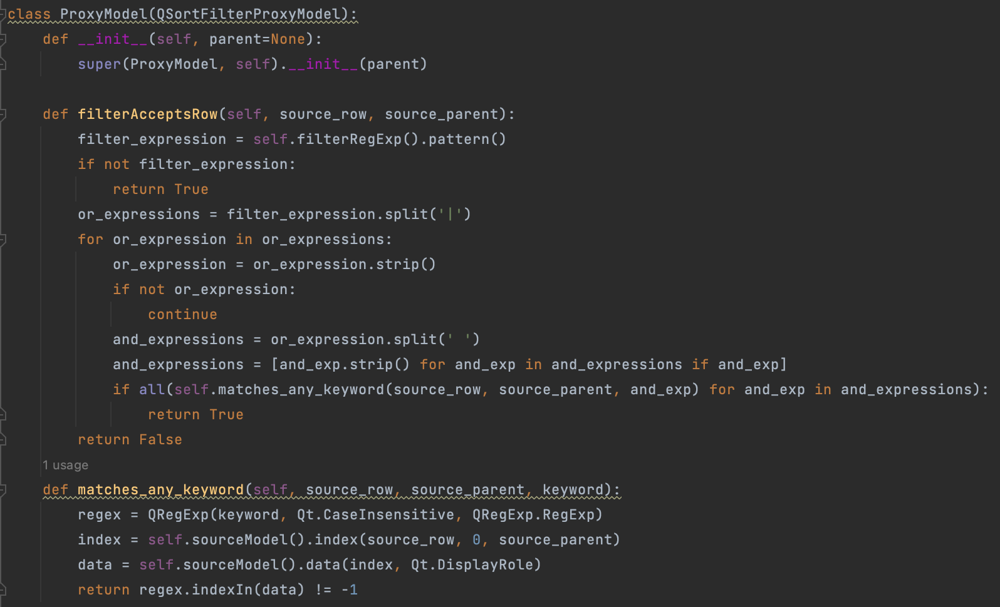 class ProxyModel(QSortFilterProxyModel):
    def __init__(self, parent=None):
        super(ProxyModel, self).__init__(parent)

    def filterAcceptsRow(self, source_row, source_parent):
        filter_expression = self.filterRegExp().pattern()
        if not filter_expression:
            return True
        or_expressions = filter_expression.split('|')
        for or_expression in or_expressions:
            or_expression = or_expression.strip()
            if not or_expression:
                continue
            and_expressions = or_expression.split(' ')
            and_expressions = [and_exp.strip() for and_exp in and_expressions if and_exp]
            if all(self.matches_any_keyword(source_row, source_parent, and_exp) for and_exp in and_expressions):
                return True
        return False
    1 usage
    def matches_any_keyword(self, source_row, source_parent, keyword):
        regex = QRegExp(keyword, Qt.CaseInsensitive, QRegExp.RegExp)
        index = self.sourceModel().index(source_row, 0, source_parent)
        data = self.sourceModel().data(index, Qt.DisplayRole)
        return regex.indexIn(data) != -1